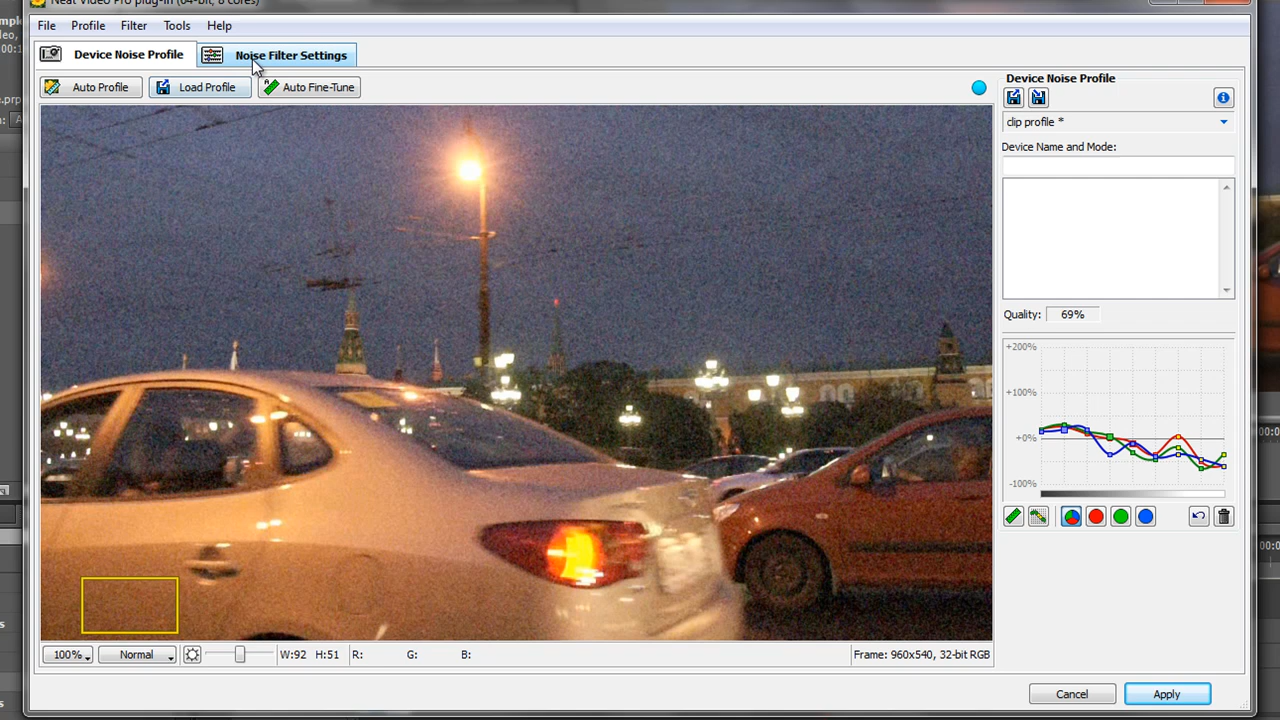 Neat Video Pro plug-in (64-bit, 8 cores)
File Profile Filter Tools Help
Device Noise Profile Noise Filter Settings
Auto Profile Load Profile Auto Fine-Tune
Device Noise Profile
clip profile *
Device Name and Mode:
Quality: 69%
+200%
+100%
+0%
-100%
100% Normal W:92 H:51 R: G: B: Frame: 960x540, 32-bit RGB
Cancel Apply